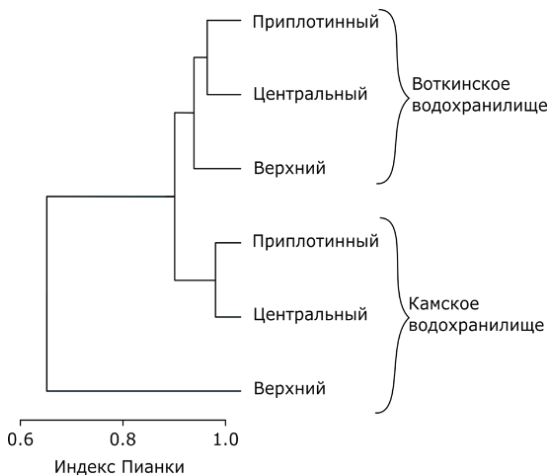 Приплотинный
Центральный
Верхний
Воткинское
водохранилище
Приплотинный
Центральный
Верхний
Камское
водохранилище
0.6 0.8 1.0
Индекс Пианки